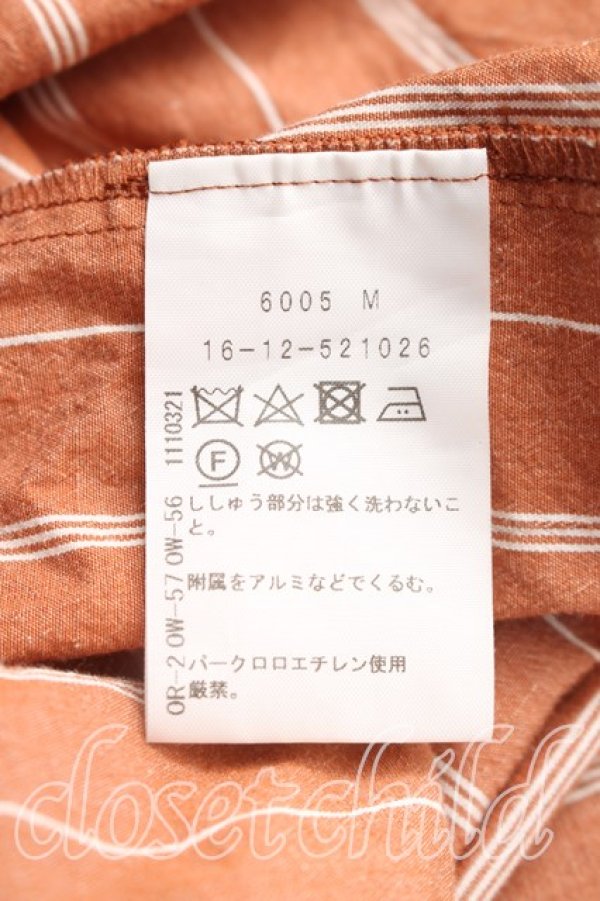 6005 M
16-12-521026
F W
ししゅう部分は強く洗わないこ
と。
附属をアルミなどでくるむ。
パークロロエチレン使用
厳禁。
OR-2 OW-57 OW-56 1110321
closetchild